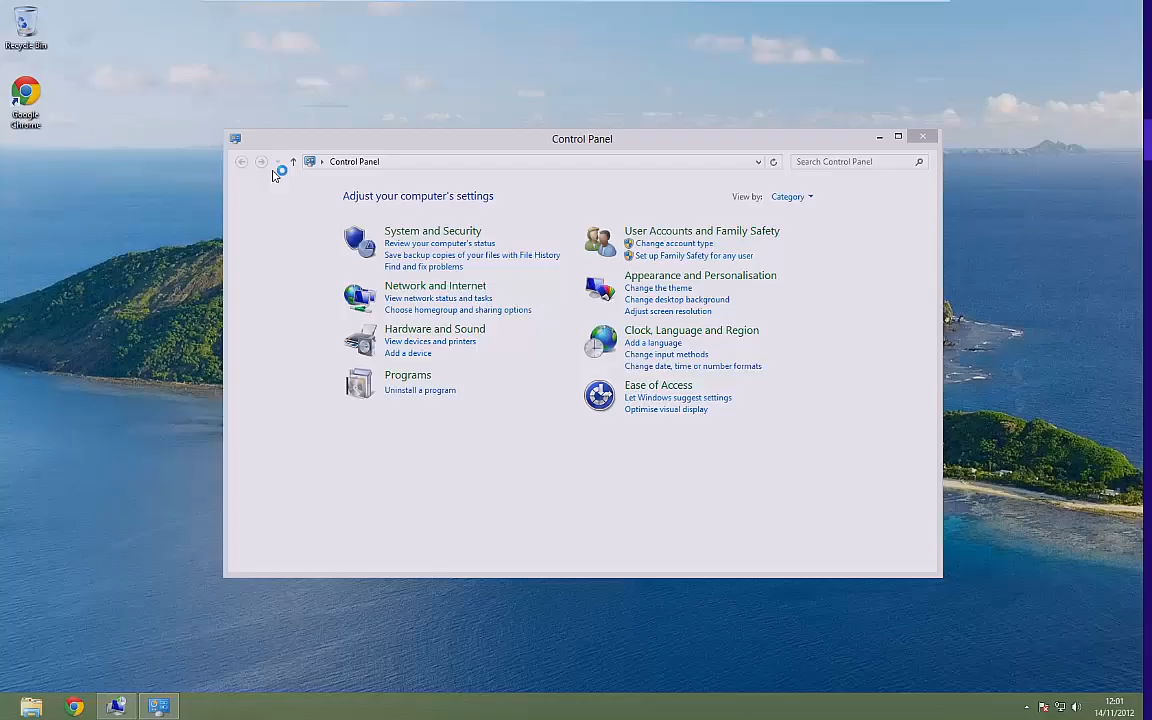 Recycle Bin
Google
Chrome
Control Panel
Control Panel
Search Control Panel
Adjust your computer's settings
View by: Category
System and Security
Review your computer's status
Save backup copies of your files with File History
Find and fix problems
Network and Internet
View network status and tasks
Choose homegroup and sharing options
Hardware and Sound
View devices and printers
Add a device
Programs
Uninstall a program
User Accounts and Family Safety
Change account type
Set up Family Safety for any user
Appearance and Personalisation
Change the theme
Change desktop background
Adjust screen resolution
Clock, Language and Region
Add a language
Change input methods
Change date, time or number formats
Ease of Access
Let Windows suggest settings
Optimise visual display
12:01
14/11/2012